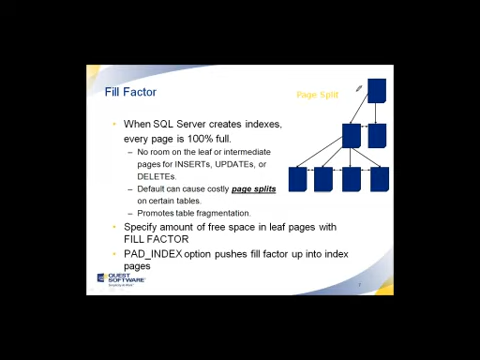 Fill Factor
Page Split
• When SQL Server creates indexes,
every page is 100% full.
– No room on the leaf or intermediate
pages for INSERTs, UPDATEs, or
DELETEs.
– Default can cause costly page splits
on certain tables.
– Promotes table fragmentation.
• Specify amount of free space in leaf pages with
FILL FACTOR
• PAD_INDEX option pushes fill factor up into index
pages
QUEST
SOFTWARE